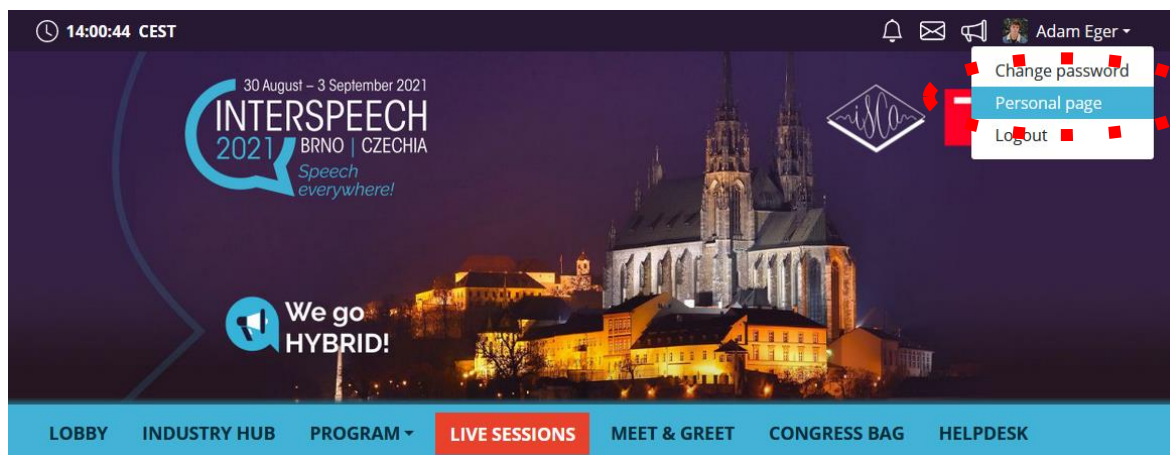 14:00:44 CEST
Adam Eger
Change password
Personal page
Logout
30 August – 3 September 2021
INTERSPEECH
2021
BRNO | CZECHIA
Speech
everywhere!
isca
We go
HYBRID!
LOBBY INDUSTRY HUB PROGRAM LIVE SESSIONS MEET & GREET CONGRESS BAG HELPDESK